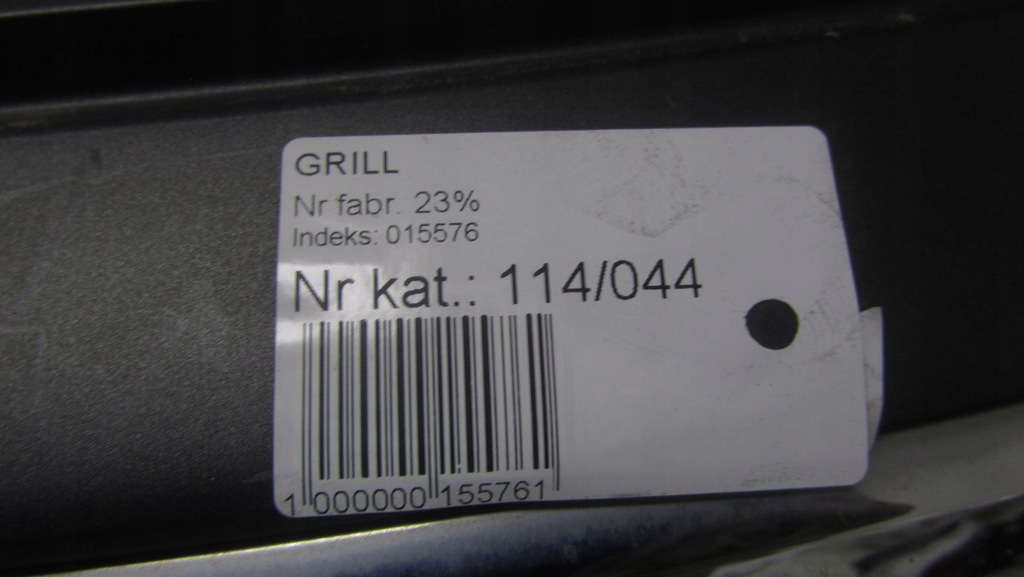 GRILL
Nr fabr. 23%
Indeks: 015576
Nr kat.: 114/044
1 000000 155761